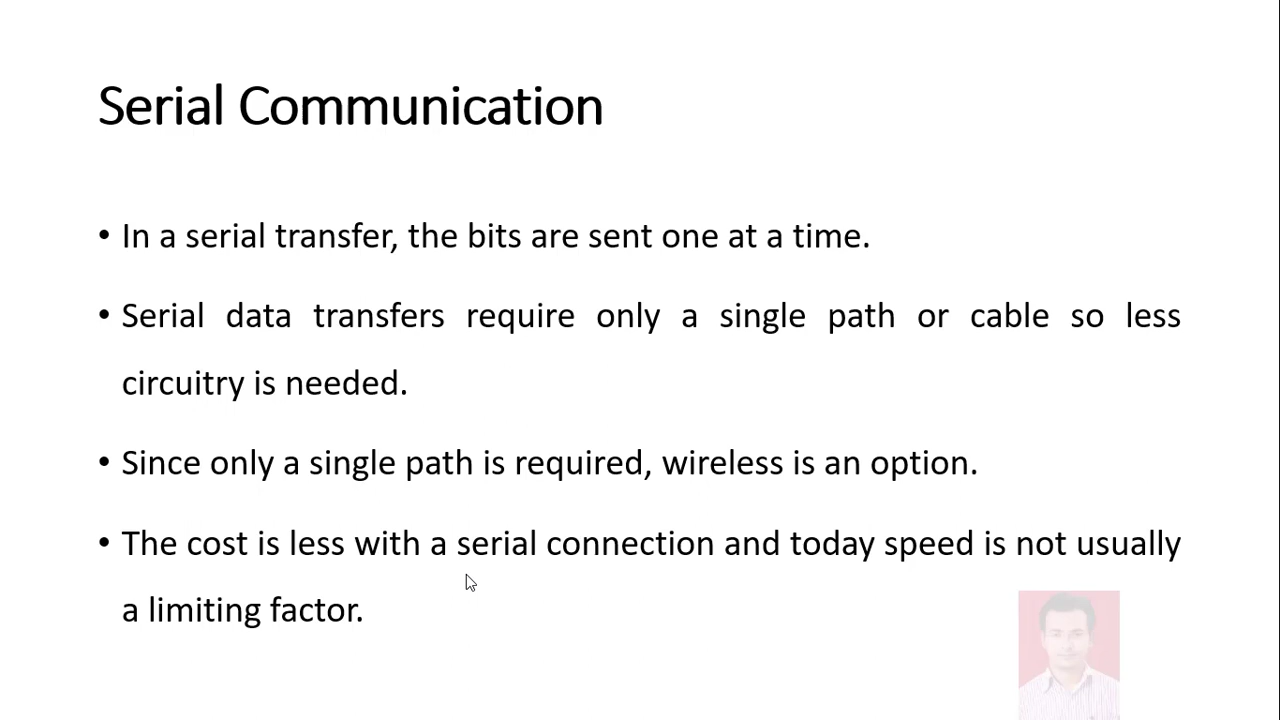 Serial Communication
• In a serial transfer, the bits are sent one at a time.
• Serial data transfers require only a single path or cable so less
circuitry is needed.
• Since only a single path is required, wireless is an option.
• The cost is less with a serial connection and today speed is not usually
a limiting factor.